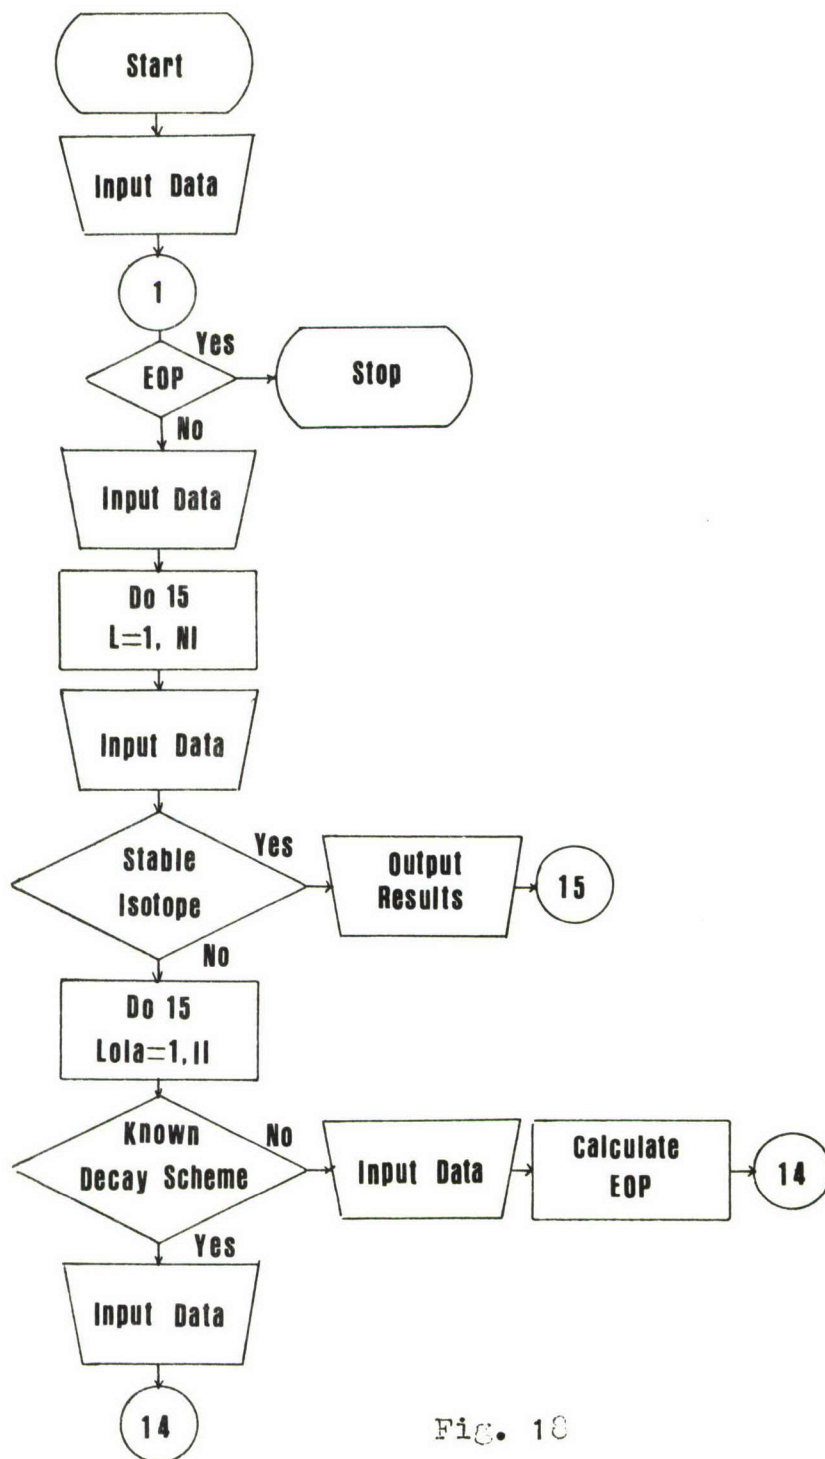 Start
Input Data
1
EOP
Yes
Stop
No
Input Data
Do 15
L=1, NI
Input Data
Stable
Isotope
Yes
Output
Results
15
No
Do 15
Lola=1,II
Known
Decay Scheme
No
Input Data
Calculate
EOP
14
Yes
Input Data
14
Fig. 18